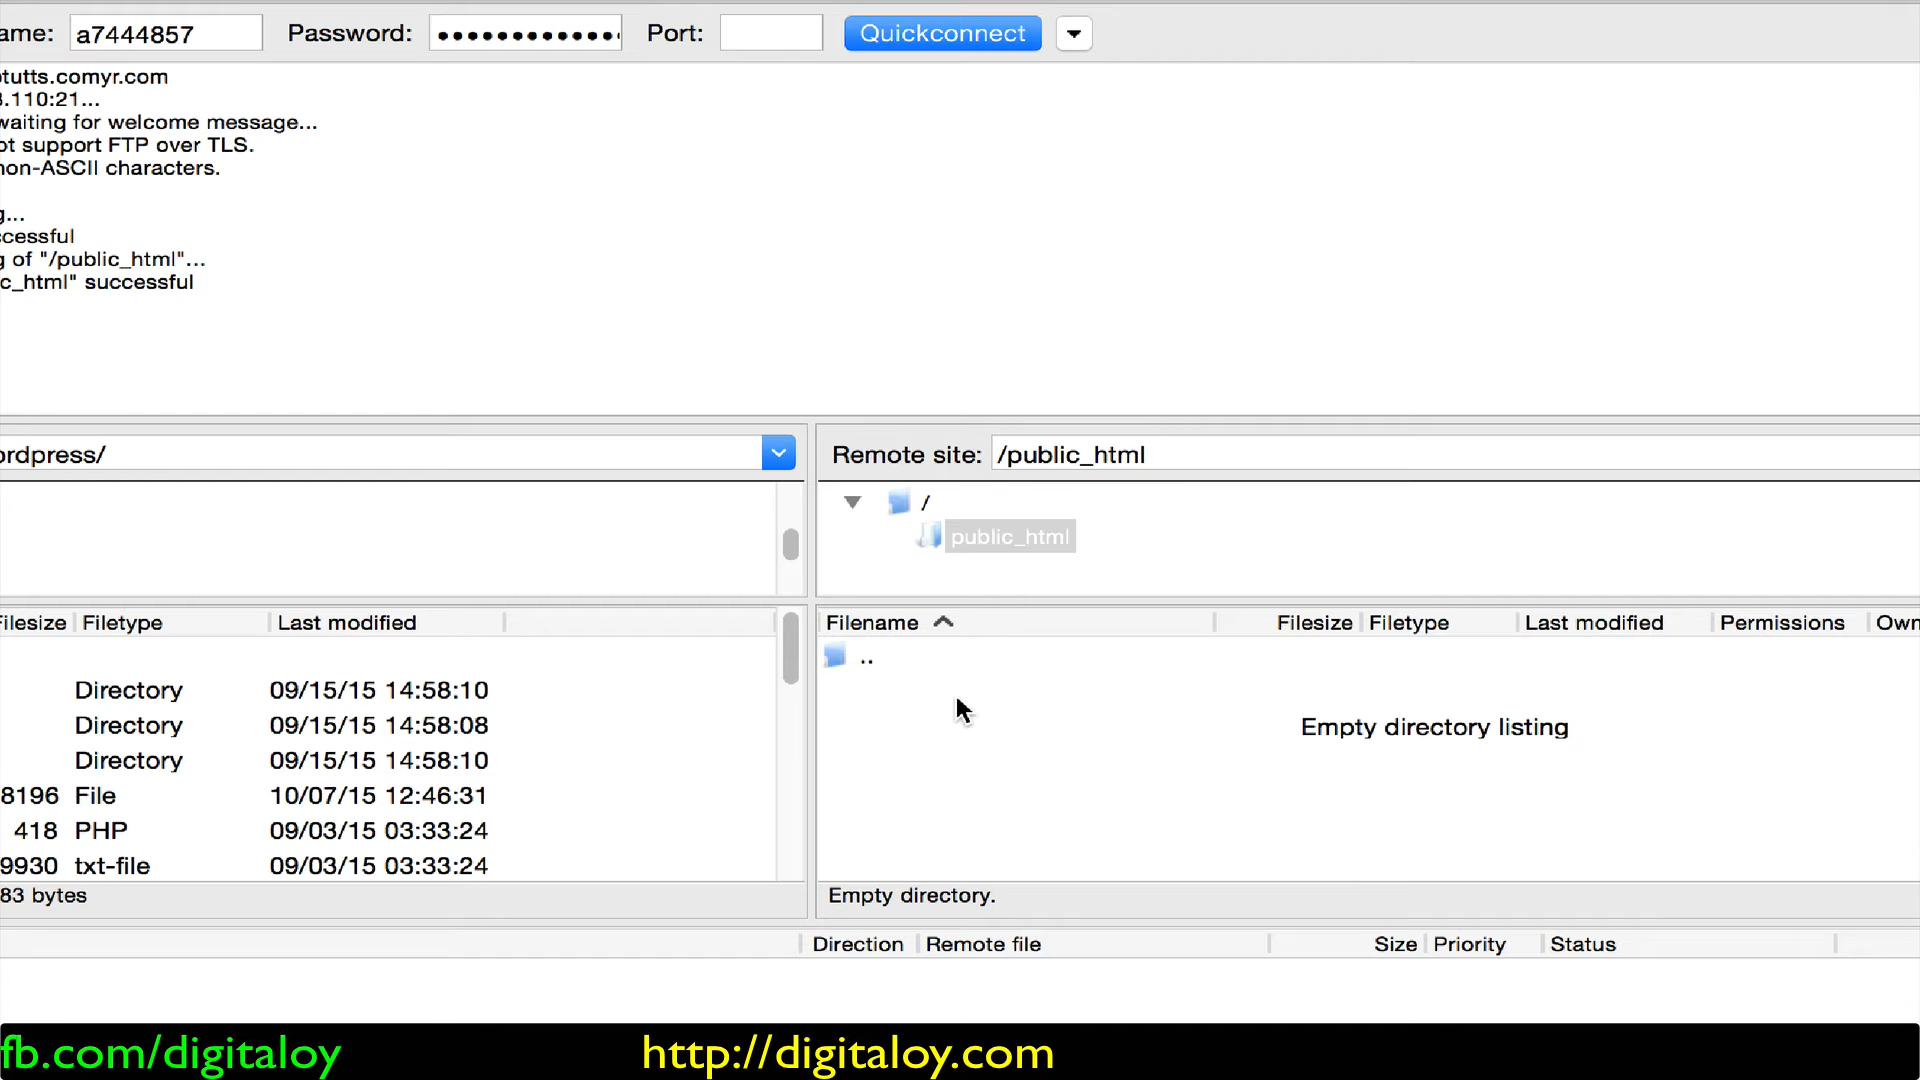 ame: a7444857 Password: Port: Quickconnect
tutts.comyr.com
.110:21...
waiting for welcome message...
ot support FTP over TLS.
non-ASCII characters.
g...
ccessful
g of "/public_html"...
c_html" successful
ordpress/
Remote site: /public_html
/
public_html
Filesize Filetype Last modified
Directory 09/15/15 14:58:10
Directory 09/15/15 14:58:08
Directory 09/15/15 14:58:10
8196 File 10/07/15 12:46:31
418 PHP 09/03/15 03:33:24
9930 txt-file 09/03/15 03:33:24
83 bytes
Filename Filesize Filetype Last modified Permissions Own
..
Empty directory listing
Empty directory.
Direction Remote file Size Priority Status
fb.com/digitaloy http://digitaloy.com